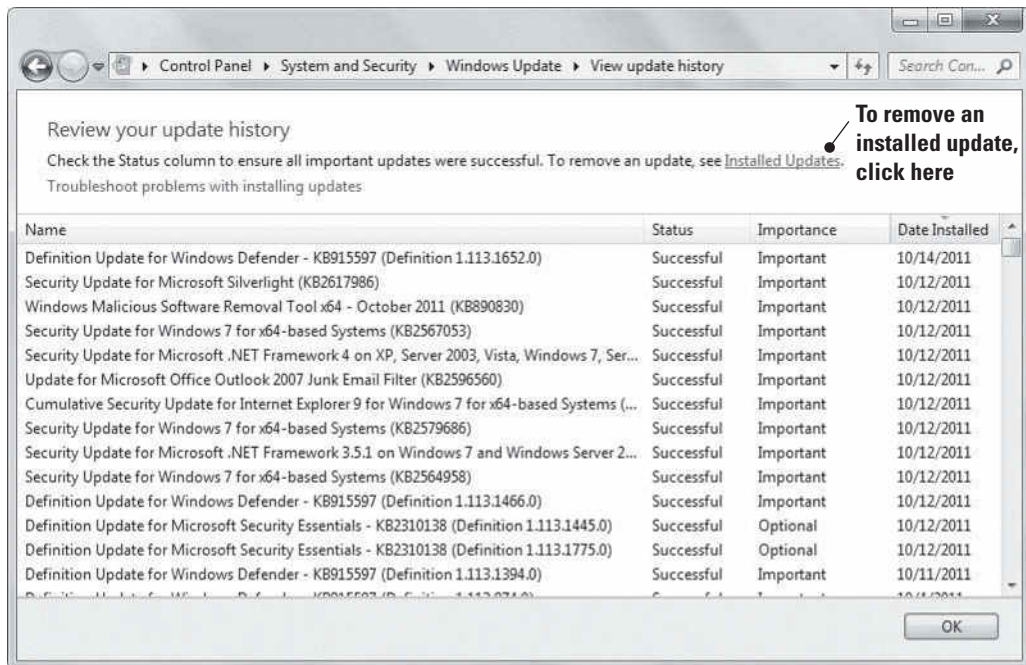 Control Panel ▸ System and Security ▸ Windows Update ▸ View update history
Search Con...
Review your update history
Check the Status column to ensure all important updates were successful. To remove an update, see Installed Updates.
Troubleshoot problems with installing updates
To remove an
installed update,
click here
Name Status Importance Date Installed
Definition Update for Windows Defender - KB915597 (Definition 1.113.1652.0) Successful Important 10/14/2011
Security Update for Microsoft Silverlight (KB2617986) Successful Important 10/12/2011
Windows Malicious Software Removal Tool x64 - October 2011 (KB890830) Successful Important 10/12/2011
Security Update for Windows 7 for x64-based Systems (KB2567053) Successful Important 10/12/2011
Security Update for Microsoft .NET Framework 4 on XP, Server 2003, Vista, Windows 7, Ser... Successful Important 10/12/2011
Update for Microsoft Office Outlook 2007 Junk Email Filter (KB2596560) Successful Important 10/12/2011
Cumulative Security Update for Internet Explorer 9 for Windows 7 for x64-based Systems (... Successful Important 10/12/2011
Security Update for Windows 7 for x64-based Systems (KB2579686) Successful Important 10/12/2011
Security Update for Microsoft .NET Framework 3.5.1 on Windows 7 and Windows Server 2... Successful Important 10/12/2011
Security Update for Windows 7 for x64-based Systems (KB2564958) Successful Important 10/12/2011
Definition Update for Windows Defender - KB915597 (Definition 1.113.1466.0) Successful Important 10/12/2011
Definition Update for Microsoft Security Essentials - KB2310138 (Definition 1.113.1445.0) Successful Optional 10/12/2011
Definition Update for Microsoft Security Essentials - KB2310138 (Definition 1.113.1775.0) Successful Optional 10/12/2011
Definition Update for Windows Defender - KB915597 (Definition 1.113.1394.0) Successful Important 10/11/2011
OK